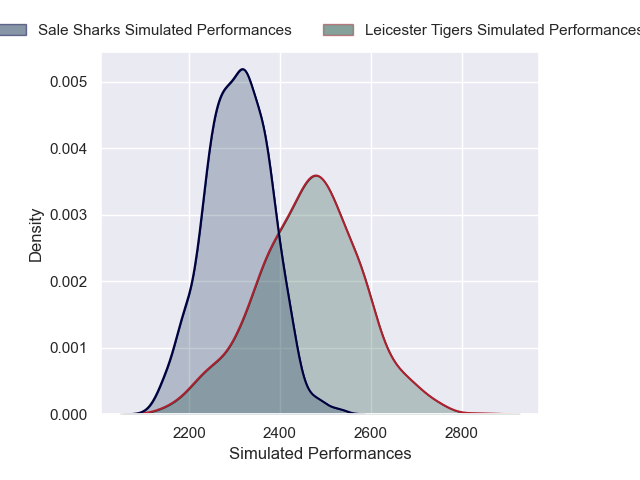 Sale Sharks Simulated Performances Leicester Tigers Simulated Performances
0.005
0.004
0.003
0.002
0.001
0.000
Density
2200 2400 2600 2800
Simulated Performances